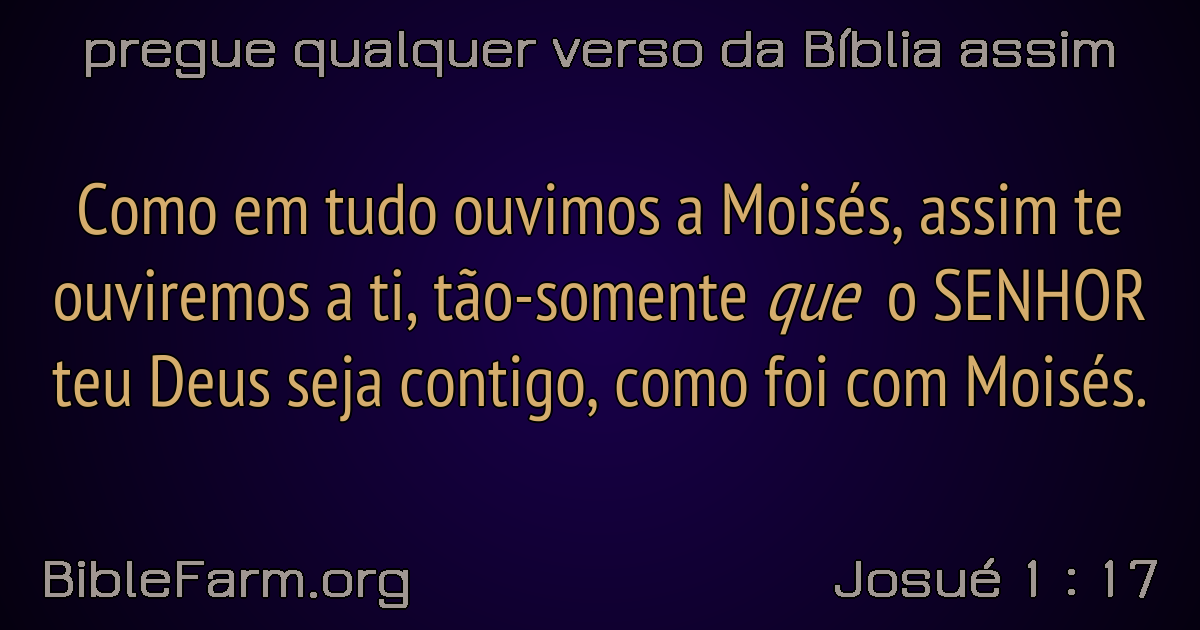 pregue qualquer verso da Bíblia assim
Como em tudo ouvimos a Moisés, assim te
ouviremos a ti, tão-somente que o SENHOR
teu Deus seja contigo, como foi com Moisés.
BibleFarm.org
Josué 1 : 17